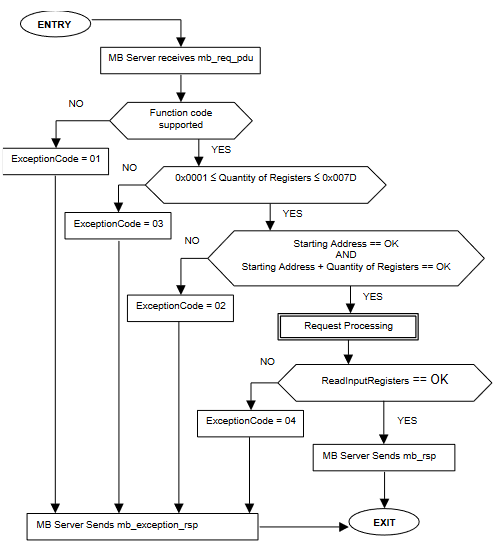 ENTRY
MB Server receives mb_req_pdu
NO
Function code
supported
YES
ExceptionCode = 01
NO
0x0001 ≤ Quantity of Registers ≤ 0x007D
YES
ExceptionCode = 03
NO
Starting Address == OK
AND
Starting Address + Quantity of Registers == OK
YES
ExceptionCode = 02
Request Processing
NO
ReadInputRegisters == OK
YES
ExceptionCode = 04
MB Server Sends mb_rsp
MB Server Sends mb_exception_rsp
EXIT